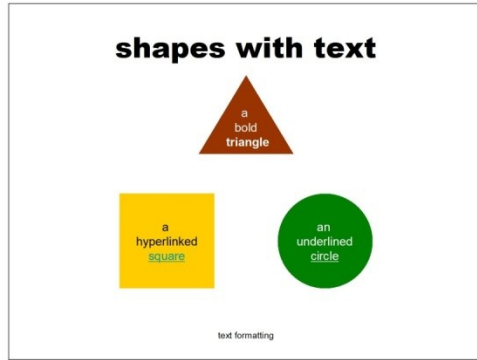 shapes with text
a
bold
triangle
a
hyperlinked
square
an
underlined
circle
text formatting